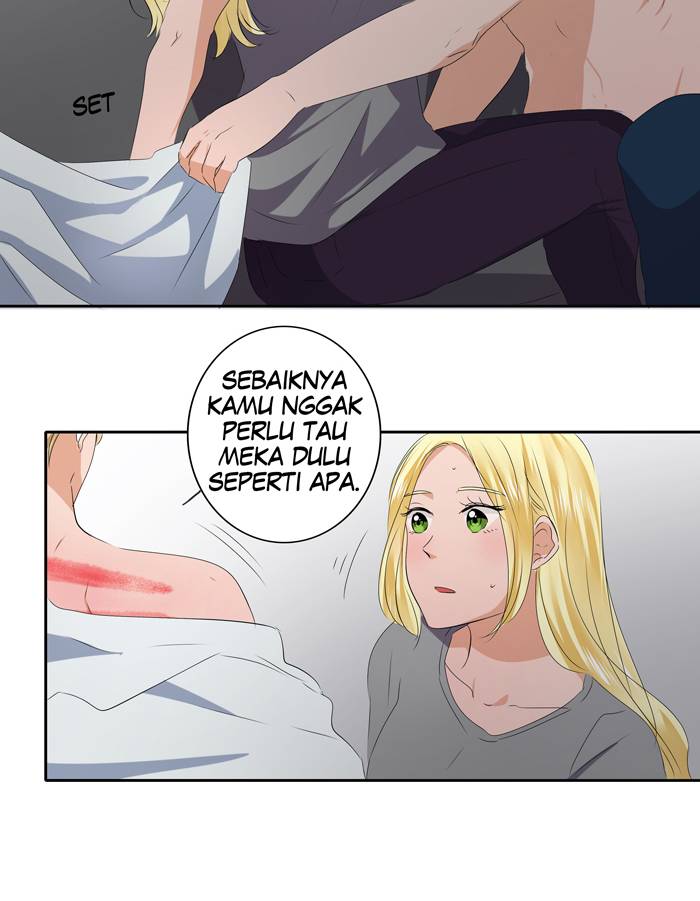 SET
SEBAIKNYA
KAMU NGGAK
PERLU TAU
MEKA DULU
SEPERTI APA.